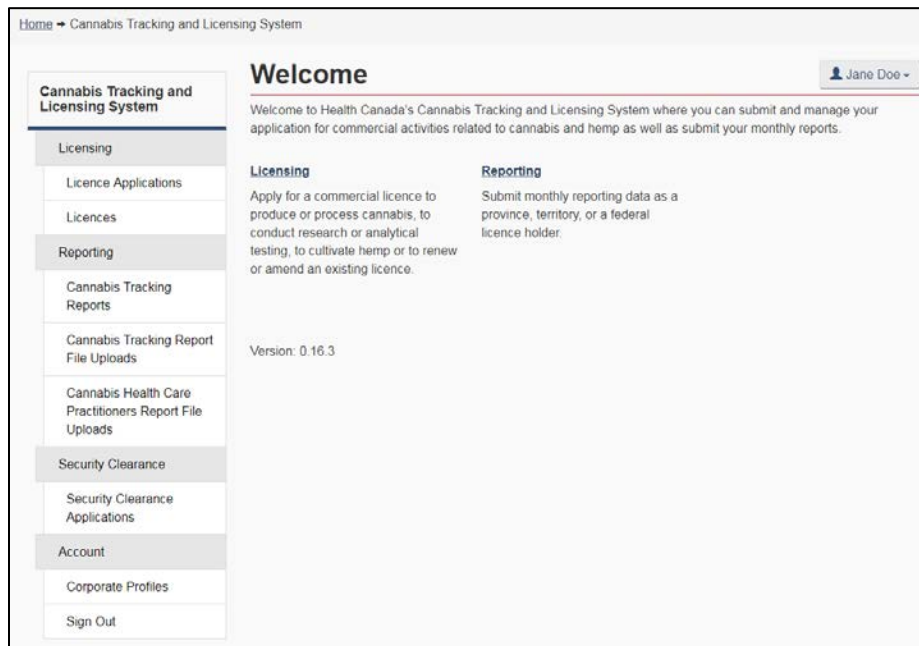 Home ➔ Cannabis Tracking and Licensing System
Cannabis Tracking and
Licensing System
Licensing
Licence Applications
Licences
Reporting
Cannabis Tracking
Reports
Cannabis Tracking Report
File Uploads
Cannabis Health Care
Practitioners Report File
Uploads
Security Clearance
Security Clearance
Applications
Account
Corporate Profiles
Sign Out
Welcome
Jane Doe
Welcome to Health Canada's Cannabis Tracking and Licensing System where you can submit and manage your
application for commercial activities related to cannabis and hemp as well as submit your monthly reports.
Licensing
Apply for a commercial licence to
produce or process cannabis, to
conduct research or analytical
testing, to cultivate hemp or to renew
or amend an existing licence.
Reporting
Submit monthly reporting data as a
province, territory, or a federal
licence holder.
Version: 0.16.3